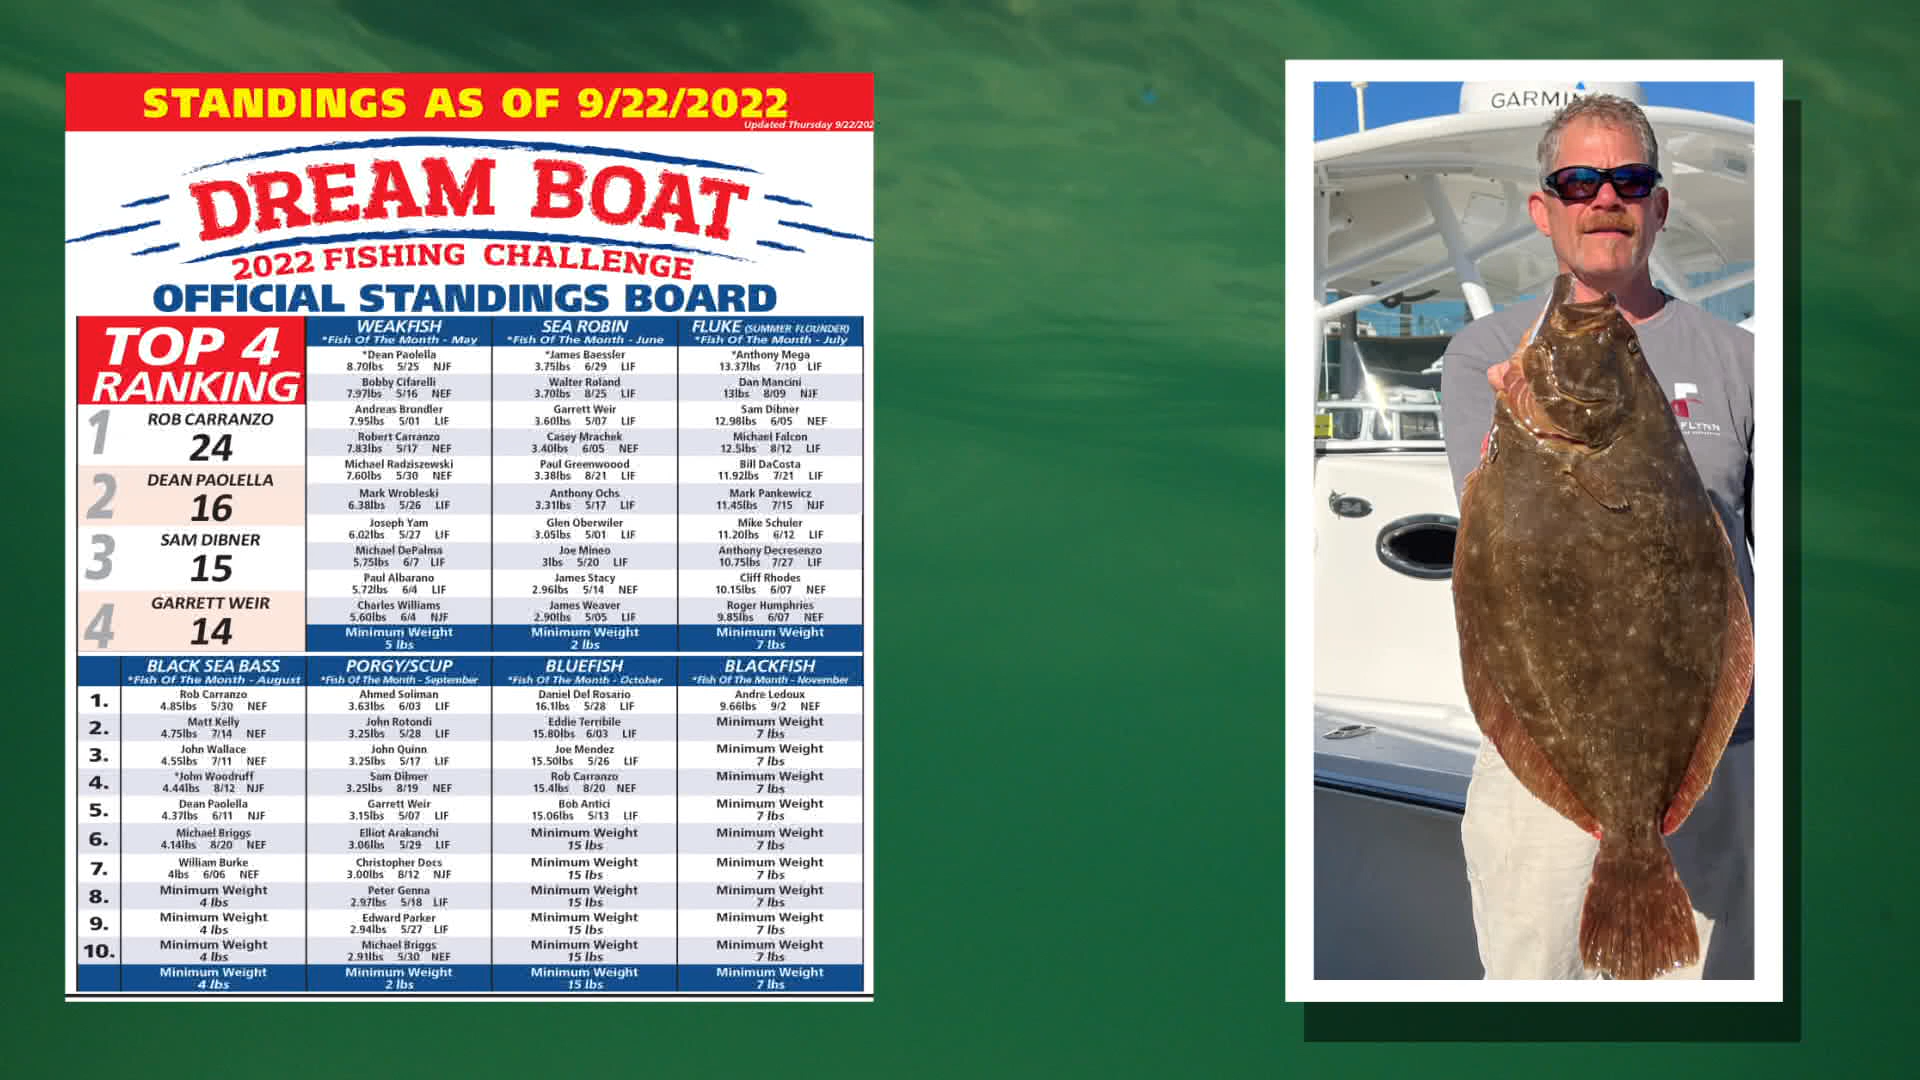 STANDINGS AS OF 9/22/2022
Updated Thursday 9/22/202
DREAM BOAT
2022 FISHING CHALLENGE
OFFICIAL STANDINGS BOARD
TOP 4
RANKING
1
ROB CARRANZO
24
2
DEAN PAOLELLA
16
3
SAM DIBNER
15
4
GARRETT WEIR
14
WEAKFISH
*Fish Of The Month - May
*Dean Paolella
8.70lbs 5/25 NJF
Bobby Cifarelli
7.97lbs 5/16 NEF
Andreas Brundler
7.95lbs 5/01 LIF
Robert Carranzo
7.83lbs 5/17 NEF
Michael Radziszewski
7.60lbs 5/30 NEF
Mark Wrobleski
6.38lbs 5/26 LIF
Joseph Yam
6.02lbs 5/27 LIF
Michael DePalma
5.75lbs 6/7 LIF
Paul Albarano
5.72lbs 6/4 LIF
Charles Williams
5.60lbs 6/4 NJF
Minimum Weight
5 lbs
SEA ROBIN
*Fish Of The Month - June
*James Baessler
3.75lbs 6/29 LIF
Walter Roland
3.70lbs 8/25 LIF
Garrett Weir
3.60lbs 5/07 LIF
Casey Mrachek
3.40lbs 6/05 NEF
Paul Greenwoood
3.38lbs 8/21 LIF
Anthony Ochs
3.31lbs 5/17 LIF
Glen Oberwiler
3.05lbs 5/01 LIF
Joe Mineo
3lbs 5/20 LIF
James Stacy
2.96lbs 5/14 NEF
James Weaver
2.90lbs 5/05 LIF
Minimum Weight
2 lbs
FLUKE (SUMMER FLOUNDER)
*Fish Of The Month - July
*Anthony Mega
13.37lbs 7/10 LIF
Dan Mancini
13lbs 8/09 NJF
Sam Dibner
12.98lbs 6/05 NEF
Michael Falcon
12.5lbs 8/12 LIF
Bill DaCosta
11.92lbs 7/21 LIF
Mark Pankewicz
11.45lbs 7/15 NJF
Mike Schuler
11.20lbs 6/12 LIF
Anthony Decresenzo
10.75lbs 7/27 LIF
Cliff Rhodes
10.15lbs 6/07 NEF
Roger Humphries
9.85lbs 6/07 NEF
Minimum Weight
7 lbs
1.
2.
3.
4.
5.
6.
7.
8.
9.
10.
BLACK SEA BASS
*Fish Of The Month - August
Rob Carranzo
4.85lbs 5/30 NEF
Matt Kelly
4.75lbs 7/14 NEF
John Wallace
4.55lbs 7/11 NEF
*John Woodruff
4.44lbs 8/12 NJF
Dean Paolella
4.37lbs 6/11 NJF
Michael Briggs
4.14lbs 8/20 NEF
William Burke
4lbs 6/06 NEF
Minimum Weight
4 lbs
Minimum Weight
4 lbs
Minimum Weight
4 lbs
Minimum Weight
4 lbs
PORGY/SCUP
*Fish Of The Month - September
Ahmed Soliman
3.63lbs 6/03 LIF
John Rotondi
3.25lbs 5/28 LIF
John Quinn
3.25lbs 5/17 LIF
Sam Dibner
3.25lbs 8/19 NEF
Garrett Weir
3.15lbs 5/07 LIF
Elliot Arakanchi
3.06lbs 5/29 LIF
Christopher Docs
3.00lbs 8/12 NJF
Peter Genna
2.97lbs 5/18 LIF
Edward Parker
2.94lbs 5/27 LIF
Michael Briggs
2.91lbs 5/30 NEF
Minimum Weight
2 lbs
BLUEFISH
*Fish Of The Month - October
Daniel Del Rosario
16.1lbs 5/28 LIF
Eddie Terribile
15.80lbs 6/03 LIF
Joe Mendez
15.50lbs 5/26 LIF
Rob Carranzo
15.4lbs 8/20 NEF
Bob Antici
15.06lbs 5/13 LIF
Minimum Weight
15 lbs
Minimum Weight
15 lbs
Minimum Weight
15 lbs
Minimum Weight
15 lbs
Minimum Weight
15 lbs
Minimum Weight
15 lbs
BLACKFISH
*Fish Of The Month - November
Andre Ledoux
9.66lbs 9/2 NEF
Minimum Weight
7 lbs
Minimum Weight
7 lbs
Minimum Weight
7 lbs
Minimum Weight
7 lbs
Minimum Weight
7 lbs
Minimum Weight
7 lbs
Minimum Weight
7 lbs
Minimum Weight
7 lbs
Minimum Weight
7 lbs
Minimum Weight
7 lbs
GARMIN
FLYNN
34